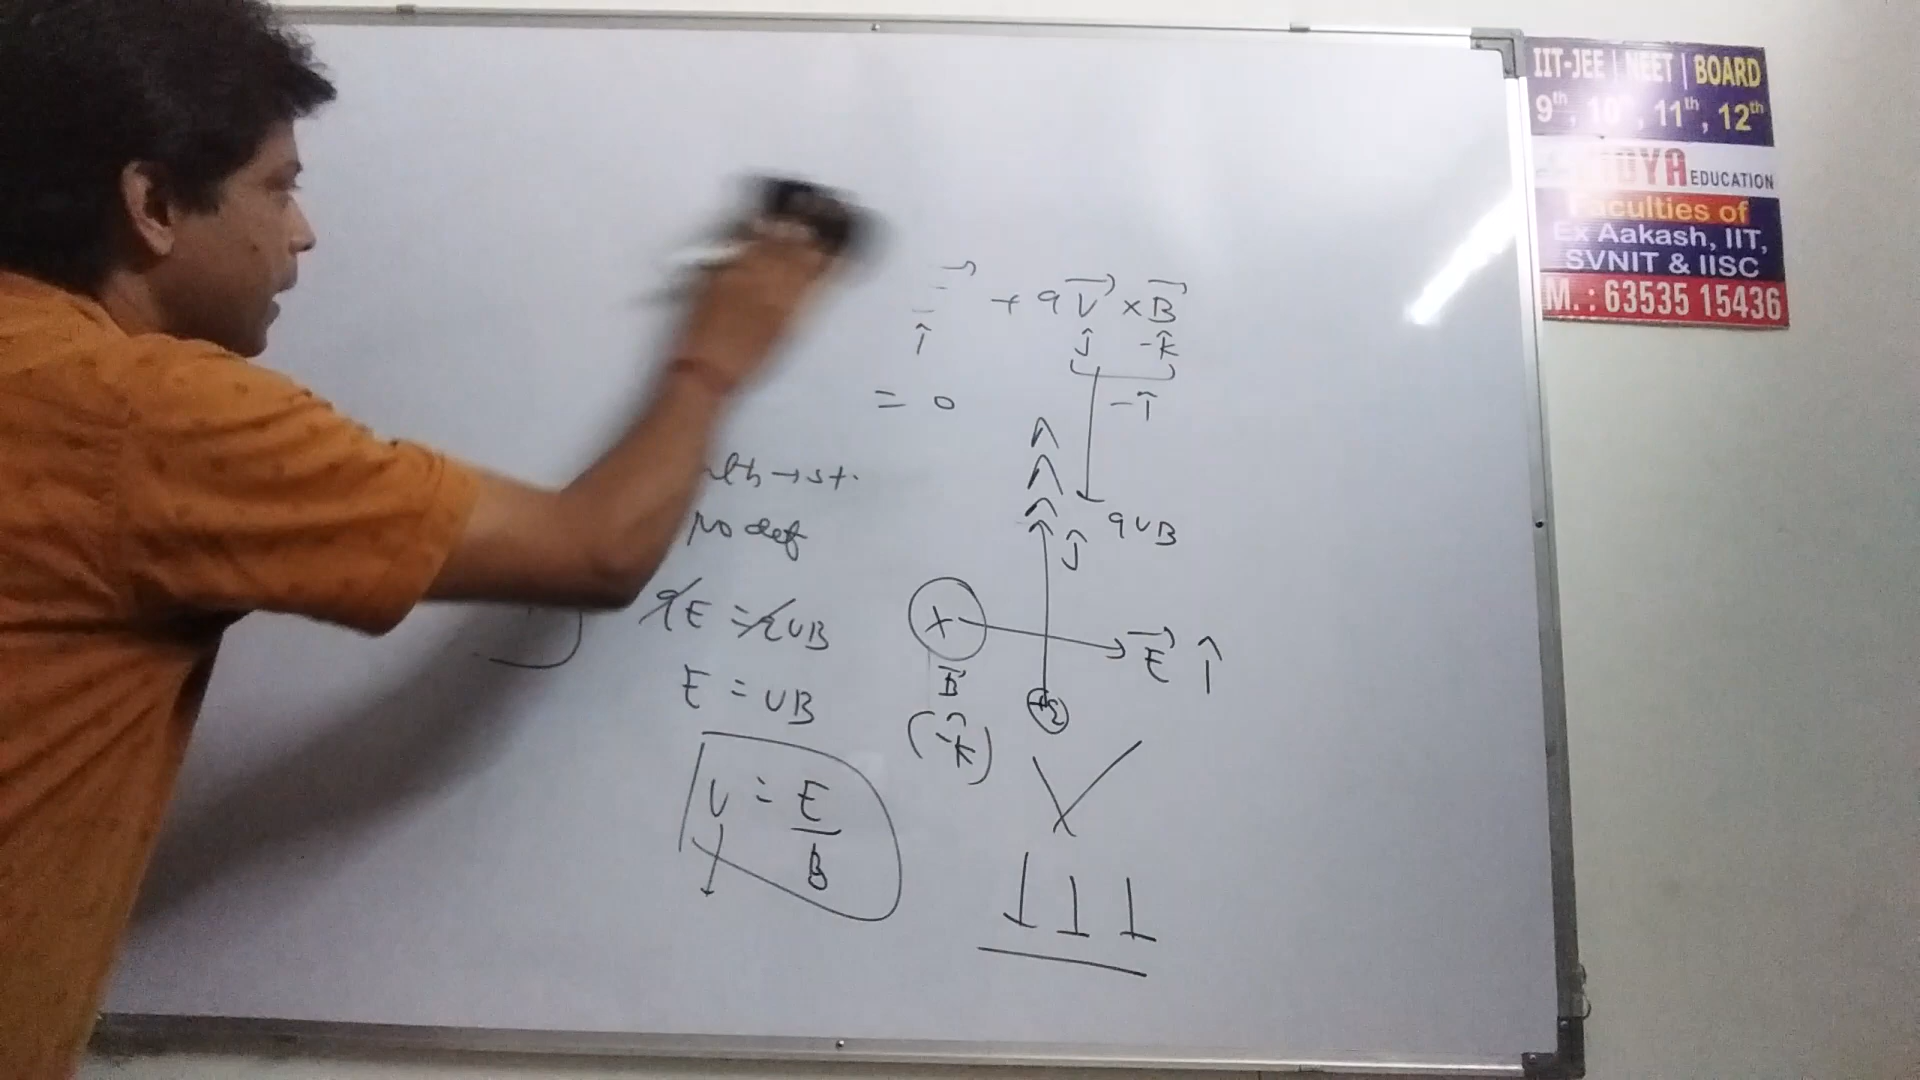 + q V⃗ × B⃗
î ĵ -k̂
= 0 -î
→ st.
No def
qvB
ĵ
qE = qvB
X
E⃗ î
E = vB
B⃗
(-k̂)
+q
v = E/B
⊥ ⊥ ⊥
IIT-JEE | NEET | BOARD
9th, 10th, 11th, 12th
EDUCATION
Faculties of
Ex Aakash, IIT,
SVNIT & IISC
M. : 63535 15436